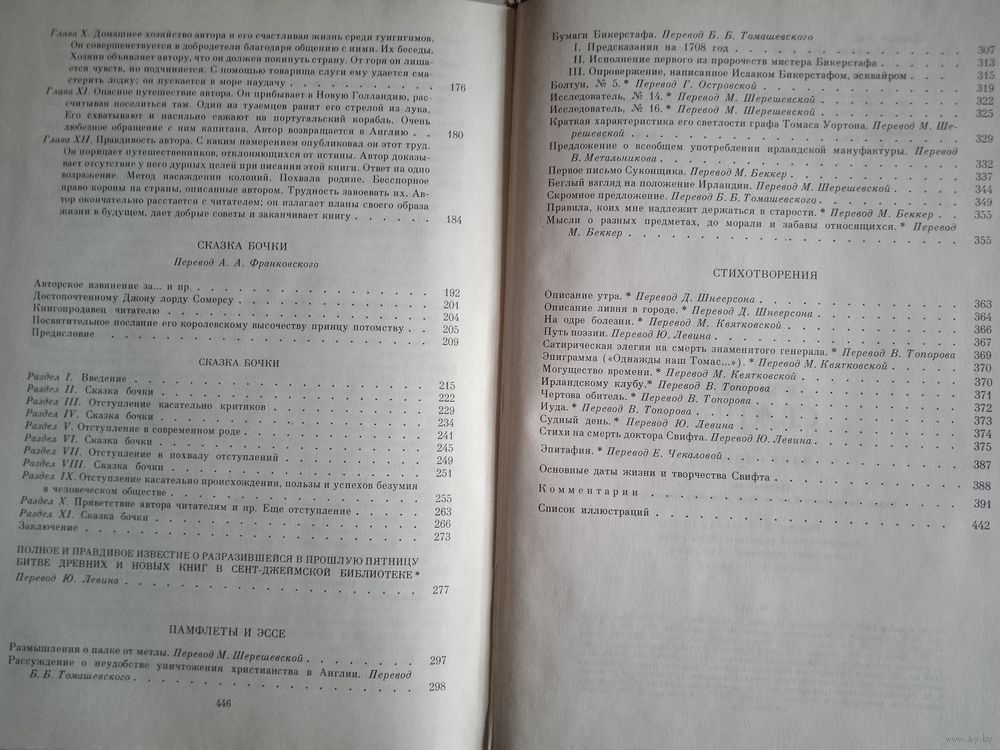 Глава X. Домашнее хозяйство автора и его счастливая жизнь среди гуигнгнмов.
Он совершенствуется в добродетели благодаря общению с ними. Их беседы.
Хозяин объявляет автору, что он должен покинуть страну. От горя он лиша-
ется чувств, но подчиняется. С помощью товарища слуги ему удается сма-
стерить лодку; он пускается в море наудачу . . . . . . . . . . . 176
Глава XI. Опасное путешествие автора. Он прибывает в Новую Голландию, рас-
считывая поселиться там. Один из туземцев ранит его стрелой из лука.
Его схватывают и насильно сажают на португальский корабль. Очень
любезное обращение с ним капитана. Автор возвращается в Англию . . 180
Глава XII. Правдивость автора. С каким намерением опубликовал он этот труд.
Он порицает путешественников, отклоняющихся от истины. Автор доказы-
вает отсутствие у него дурных целей при писании этой книги. Ответ на одно
возражение. Метод насаждения колоний. Похвала родине. Бесспорное
право короны на страны, описанные автором. Трудность завоевать их. Ав-
тор окончательно расстается с читателем; он излагает планы своего образа
жизни в будущем, дает добрые советы и заканчивает книгу . . . . . . 184
СКАЗКА БОЧКИ
Перевод А. А. Франковского
Авторское извинение за... и пр. . . . . . . . . . . . . . 192
Достопочтенному Джону лорду Сомерсу . . . . . . . . . . . 201
Книгопродавец читателю . . . . . . . . . . . . . 204
Посвятительное послание его королевскому высочеству принцу потомству . . 205
Предисловие . . . . . . . . . . . . . . . 209
СКАЗКА БОЧКИ
Раздел I. Введение . . . . . . . . . . . . . . 215
Раздел II. Сказка бочки . . . . . . . . . . . . . 222
Раздел III. Отступление касательно критиков . . . . . . . . . 229
Раздел IV. Сказка бочки . . . . . . . . . . . . . 234
Раздел V. Отступление в современном роде . . . . . . . . . . 241
Раздел VI. Сказка бочки . . . . . . . . . . . . . 245
Раздел VII. Отступление в похвалу отступлений . . . . . . . . 249
Раздел VIII. Сказка бочки . . . . . . . . . . . . . 251
Раздел IX. Отступление касательно происхождения, пользы и успехов безумия
в человеческом обществе . . . . . . . . . . . . . 255
Раздел X. Приветствие автора читателям и пр. Еще отступление . . . . 263
Раздел XI. Сказка бочки . . . . . . . . . . . . . 266
Заключение . . . . . . . . . . . . . . . . 273
ПОЛНОЕ И ПРАВДИВОЕ ИЗВЕСТИЕ О РАЗРАЗИВШЕЙСЯ В ПРОШЛУЮ ПЯТНИЦУ
БИТВЕ ДРЕВНИХ И НОВЫХ КНИГ В СЕНТ-ДЖЕЙМСКОЙ БИБЛИОТЕКЕ *
Перевод Ю. Левина . . . . . . . . . . . . . . . 277
ПАМФЛЕТЫ И ЭССЕ
Размышления о палке от метлы. Перевод М. Шерешевской . . . . . . . 297
Рассуждение о неудобстве уничтожения христианства в Англии. Перевод
Б. Б. Томашевского . . . . . . . . . . . . . . . 298
446
Бумаги Бикерстафа. Перевод Б. Б. Томашевского
I. Предсказания на 1708 год . . . . . . . . . . . . 307
II. Исполнение первого из пророчеств мистера Бикерстафа . . . . . 313
III. Опровержение, написанное Исааком Бикерстафом, эсквайром . . . . 315
Болтун, № 5. * Перевод Г. Островской . . . . . . . . . . 319
Исследователь, № 14. * Перевод М. Шерешевской . . . . . . . . 322
Исследователь, № 16. * Перевод М. Шерешевской . . . . . . . . 325
Краткая характеристика его светлости графа Томаса Уортона. Перевод М. Ше-
решевской . . . . . . . . . . . . . . . . 329
Предложение о всеобщем употреблении ирландской мануфактуры. Перевод
В. Метальникова . . . . . . . . . . . . . . . 332
Первое письмо Суконщика. Перевод М. Беккер . . . . . . . . . 337
Беглый взгляд на положение Ирландии. Перевод М. Шерешевской . . . . 344
Скромное предложение. Перевод Б. Б. Томашевского . . . . . . . . 349
Правила, коих мне надлежит держаться в старости. * Перевод М. Беккер . . 355
Мысли о разных предметах, до морали и забавы относящихся. * Перевод
М. Беккер . . . . . . . . . . . . . . . . 355
СТИХОТВОРЕНИЯ
Описание утра. * Перевод Д. Шнеерсона . . . . . . . . . . 363
Описание ливня в городе. * Перевод Д. Шнеерсона . . . . . . . . 364
На одре болезни. * Перевод М. Квятковской . . . . . . . . . 366
Путь поэзии. Перевод Ю. Левина . . . . . . . . . . . . 367
Сатирическая элегия на смерть знаменитого генерала. * Перевод В. Топорова 369
Эпиграмма («Однажды наш Томас...»). * Перевод М. Квятковской . . . . 370
Могущество времени. * Перевод М. Квятковской . . . . . . . . 370
Ирландскому клубу. * Перевод В. Топорова . . . . . . . . . 371
Чертова обитель. * Перевод В. Топорова . . . . . . . . . . 372
Иуда. * Перевод В. Топорова . . . . . . . . . . . . 373
Судный день. * Перевод Ю. Левина . . . . . . . . . . . 374
Стихи на смерть доктора Свифта. Перевод Ю. Левина . . . . . . . . 375
Эпитафия. * Перевод Е. Чекаловой . . . . . . . . . . . 387
Основные даты жизни и творчества Свифта . . . . . . . . . . 388
Комментарии . . . . . . . . . . . . . . . . 391
Список иллюстраций . . . . . . . . . . . . . . 442
www.ay.by